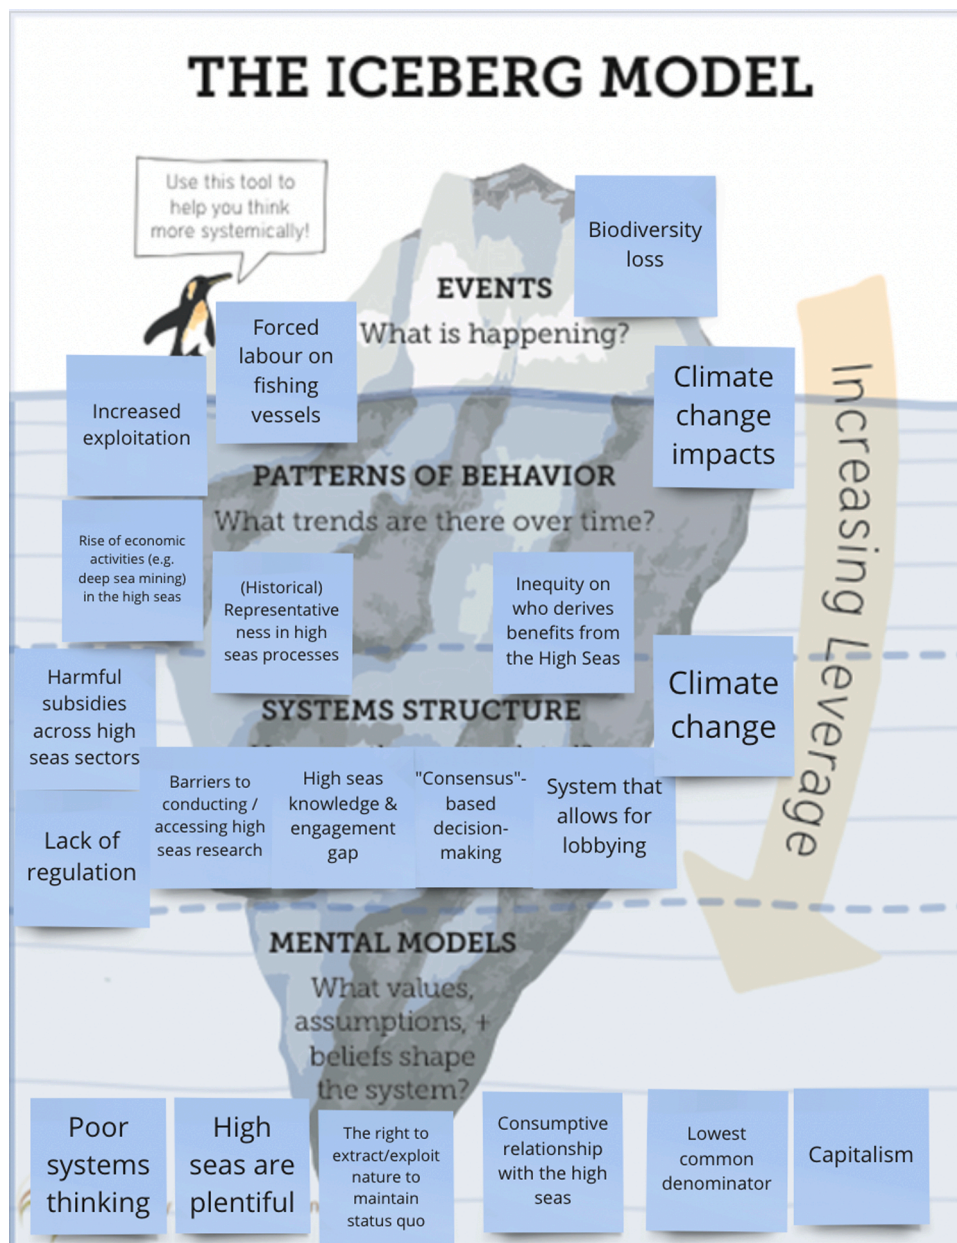 THE ICEBERG MODEL
Use this tool to
help you think
more systemically!
Biodiversity
loss
EVENTS
What is happening?
Forced
labour on
fishing
vessels
Climate
change
impacts
Increased
exploitation
Increasing Leverage
PATTERNS OF BEHAVIOR
What trends are there over time?
Rise of economic
activities (e.g.
deep sea mining)
in the high seas
(Historical)
Representative
ness in high
seas processes
Inequity on
who derives
benefits from
the High Seas
Harmful
subsidies
across high
seas sectors
Climate
change
SYSTEMS STRUCTURE
Lack of
regulation
Barriers to
conducting /
accessing high
seas research
High seas
knowledge &
engagement
gap
"Consensus"-
based
decision-
making
System that
allows for
lobbying
MENTAL MODELS
What values,
assumptions, +
beliefs shape
the system?
Poor
systems
thinking
High
seas are
plentiful
The right to
extract/exploit
nature to
maintain
status quo
Consumptive
relationship
with the high
seas
Lowest
common
denominator
Capitalism